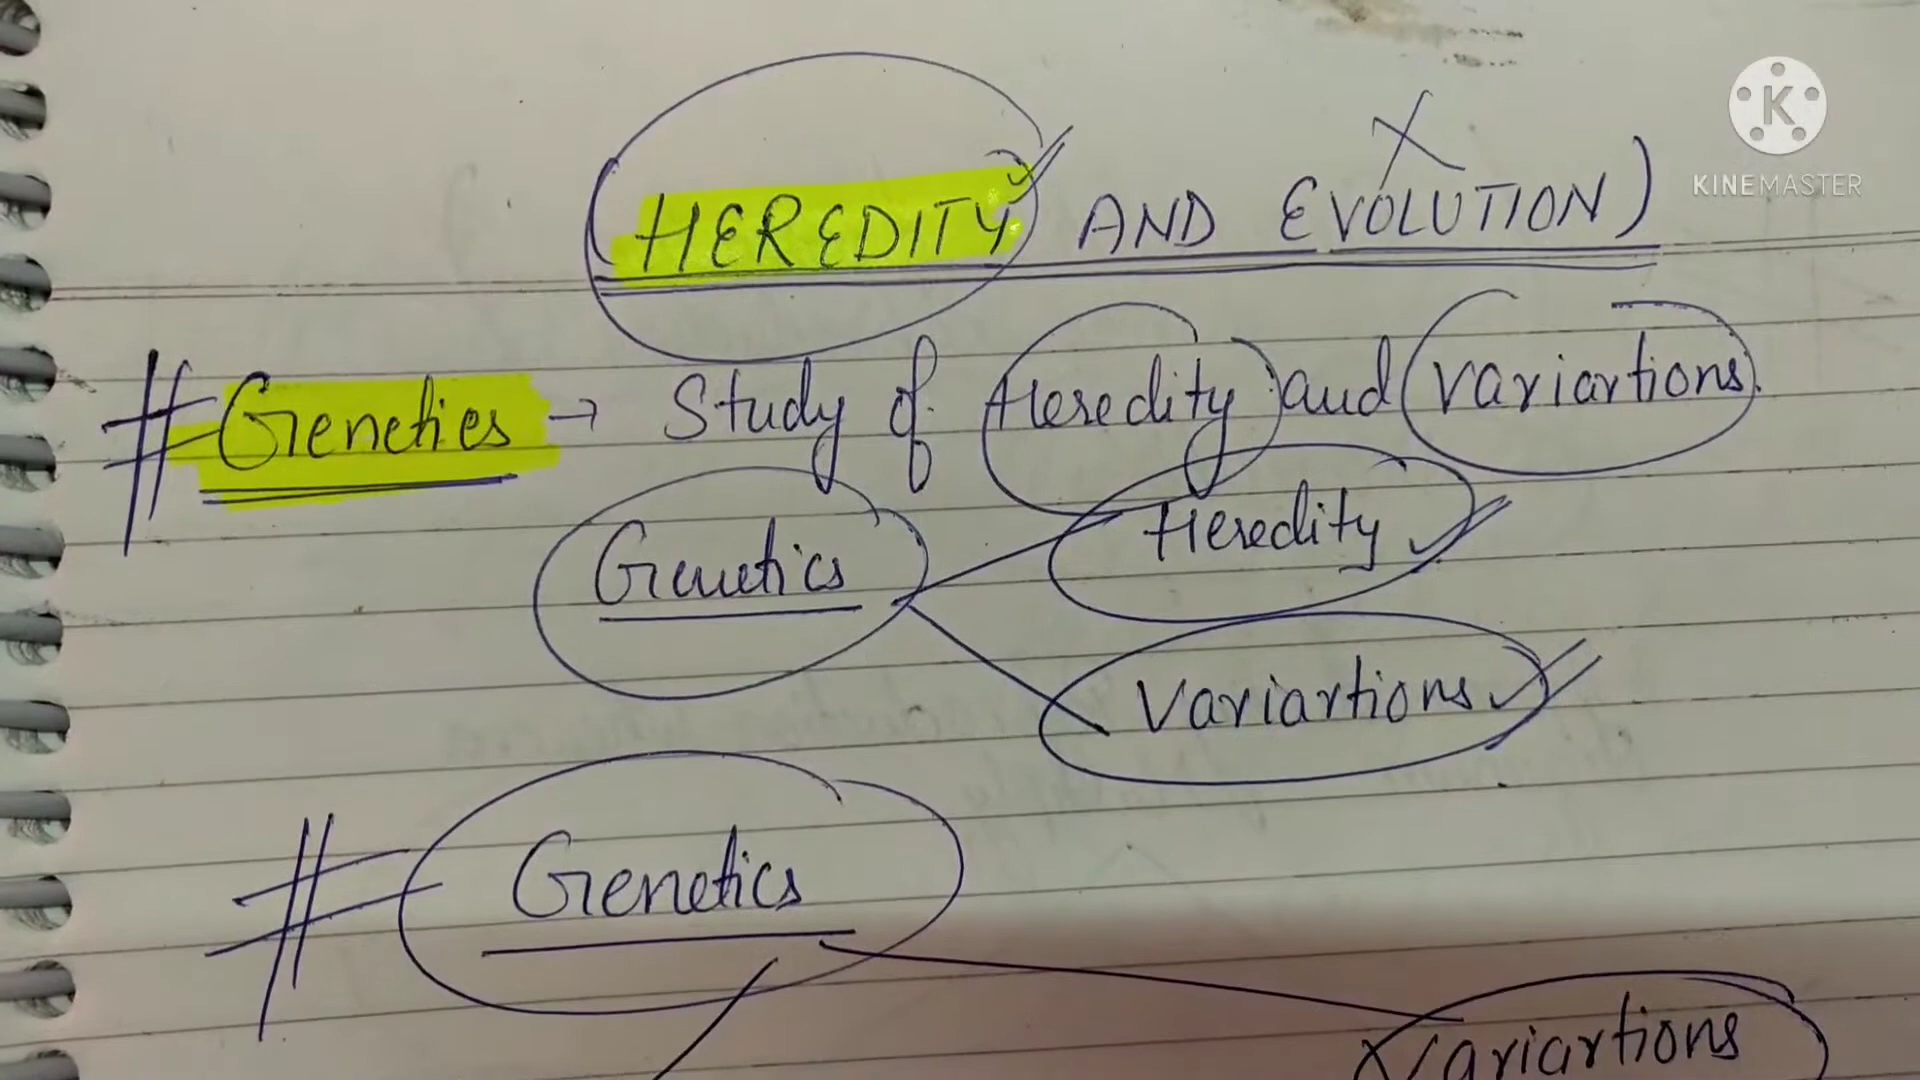 (HEREDITY AND EVOLUTION)
KINEMASTER
# Genetics → Study of Heredity and variartions.
Genetics
Heredity
Variartions
# Genetics
Variartions